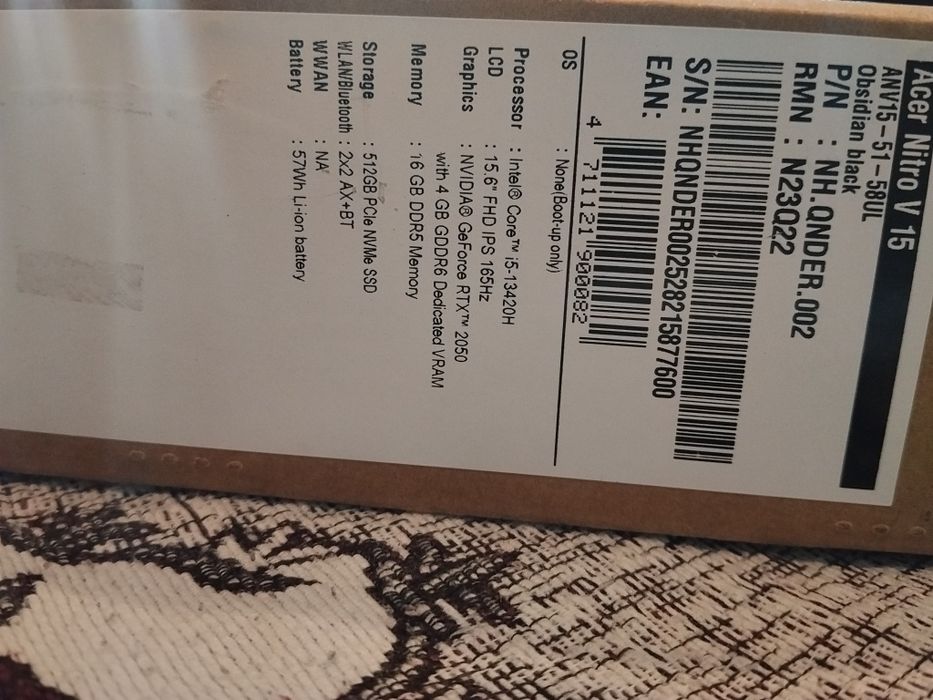 Acer Nitro V 15
ANV15-51-58UL
Obsidian black
P/N : NH.QNDER.002
RMN : N23Q22
S/N: NHQNDER002528215877600
EAN:
4 711121 900082
OS : None(Boot-up only)
Processor : Intel® Core™ i5-13420H
LCD : 15.6" FHD IPS 165Hz
Graphics : NVIDIA® GeForce RTX™ 2050
with 4 GB GDDR6 Dedicated VRAM
Memory : 16 GB DDR5 Memory
Storage : 512GB PCIe NVMe SSD
WLAN/Bluetooth : 2x2 AX+BT
WWAN : NA
Battery : 57Wh Li-ion battery